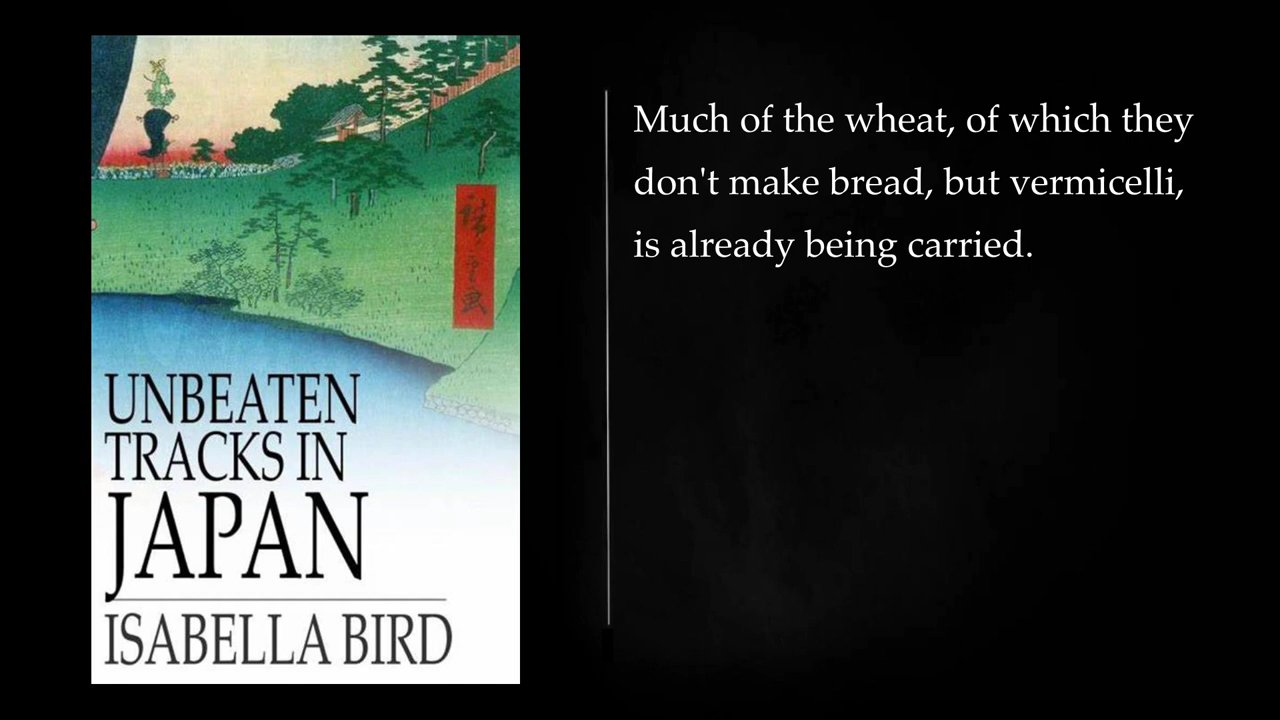 UNBEATEN
TRACKS IN
JAPAN
ISABELLA BIRD
Much of the wheat, of which they
don't make bread, but vermicelli,
is already being carried.